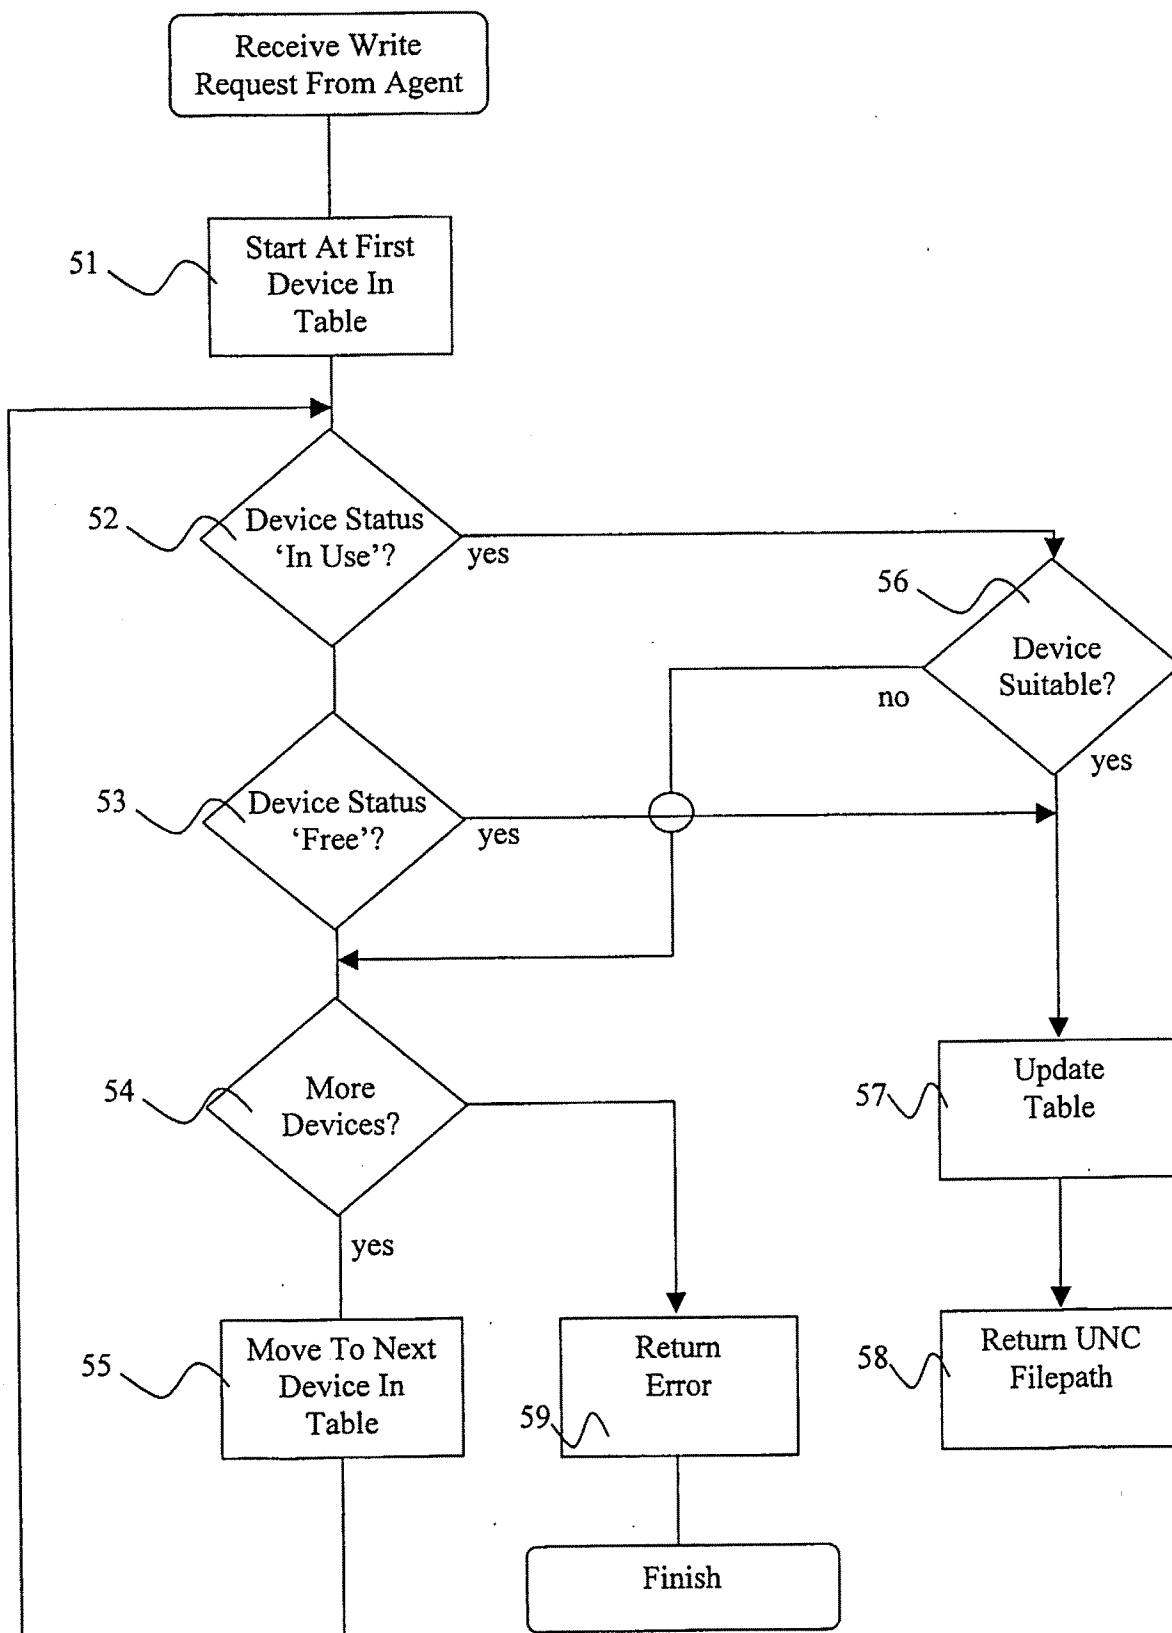 Receive Write
Request From Agent
51
Start At First
Device In
Table
52
Device Status
‘In Use’?
yes
56
Device
Suitable?
no
yes
53
Device Status
‘Free’?
yes
54
More
Devices?
yes
57
Update
Table
55
Move To Next
Device In
Table
59
Return
Error
58
Return UNC
Filepath
Finish